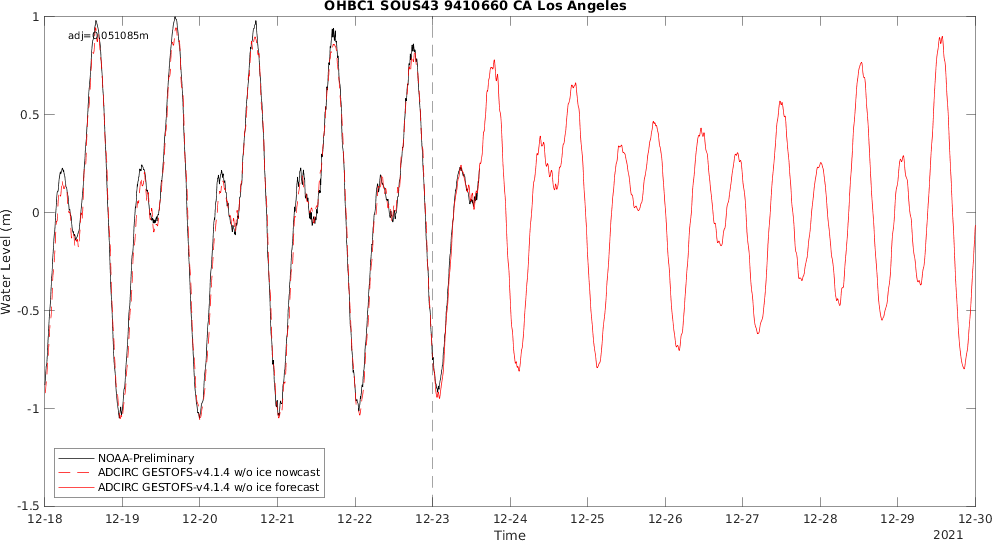 OHBC1 SOUS43 9410660 CA Los Angeles
adj=0.051085m
1
0.5
0
-0.5
-1
-1.5
Water Level (m)
NOAA-Preliminary
ADCIRC GESTOFS-v4.1.4 w/o ice nowcast
ADCIRC GESTOFS-v4.1.4 w/o ice forecast
12-18 12-19 12-20 12-21 12-22 12-23 12-24 12-25 12-26 12-27 12-28 12-29 12-30
Time
2021